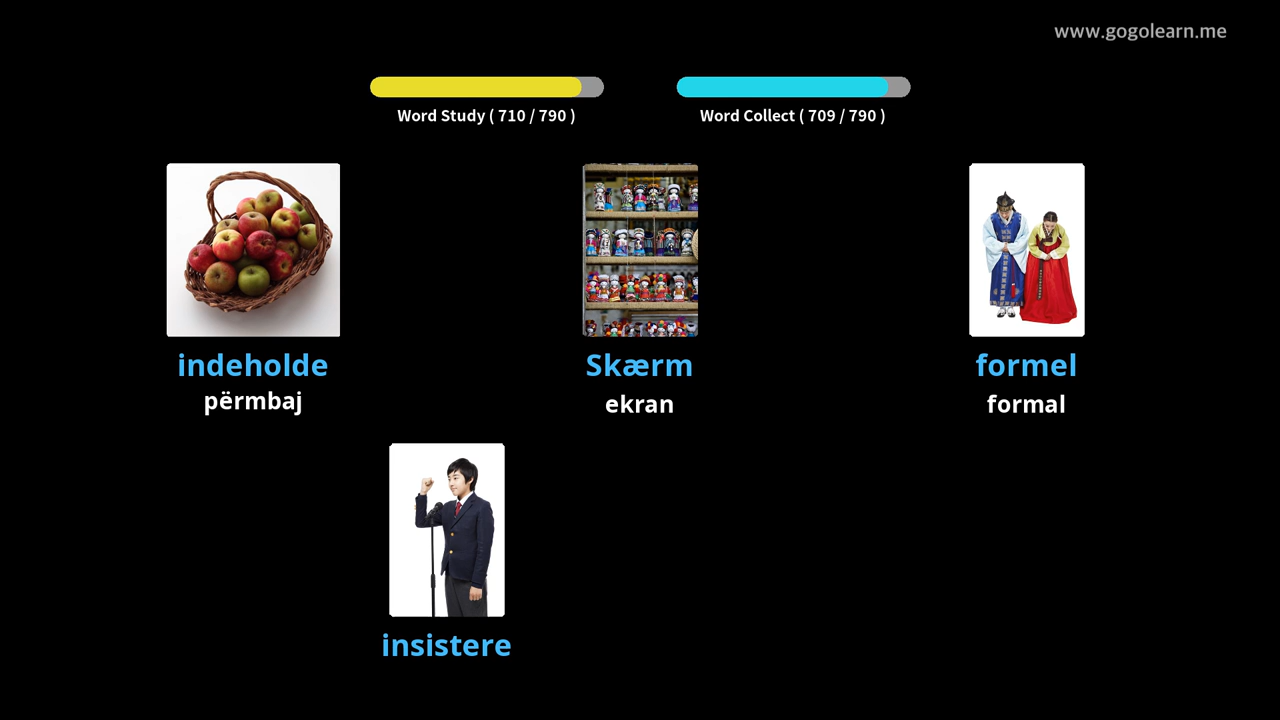 www.gogolearn.me
Word Study ( 710 / 790 )
Word Collect ( 709 / 790 )
indeholde
përmbaj
Skærm
ekran
formel
formal
insistere